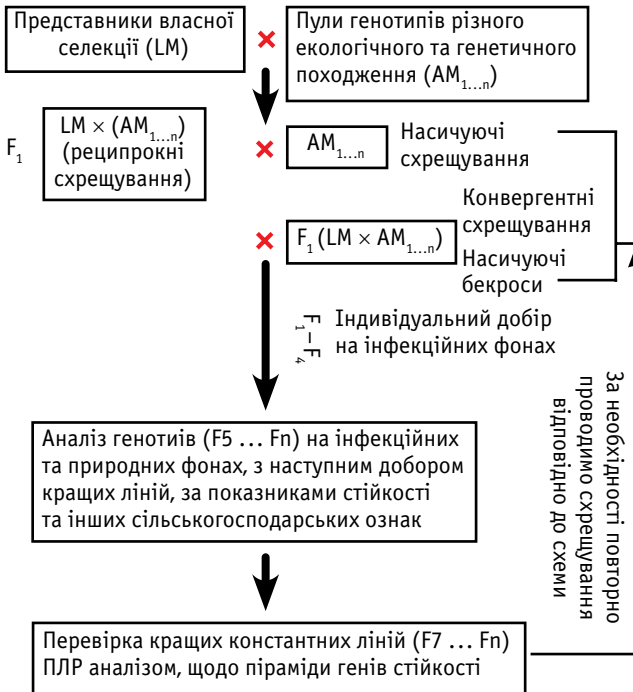 Представники власної
селекції (LM)
×
Пули генотипів різного
екологічного та генетичного
походження (AM1...n)
F1
LM × (AM1...n)
(реципрокні
схрещування)
×
AM1...n
Насичуючі
схрещування
Конвергентні
схрещування
×
F1 (LM × AM1...n)
Насичуючі
бекроси
F1–F4
Індивідуальний добір
на інфекційних фонах
За необхідності повторно
проводимо схрещування
відповідно до схеми
Аналіз генотиів (F5 ... Fn) на інфекційних
та природних фонах, з наступним добором
кращих ліній, за показниками стійкості
та інших сільськогосподарських ознак
Перевірка кращих константних ліній (F7 ... Fn)
ПЛР аналізом, щодо піраміди генів стійкості